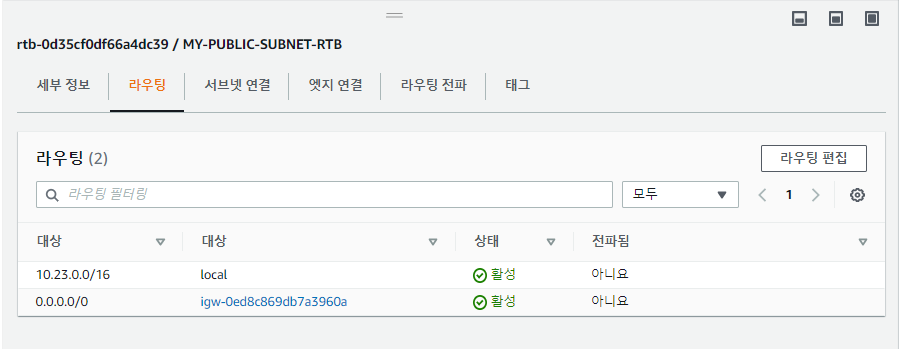 rtb-0d35cf0df66a4dc39 / MY-PUBLIC-SUBNET-RTB
세부 정보 라우팅 서브넷 연결 엣지 연결 라우팅 전파 태그
라우팅 (2) 라우팅 편집
라우팅 필터링 모두 1
대상 대상 상태 전파됨
10.23.0.0/16 local 활성 아니요
0.0.0.0/0 igw-0ed8c869db7a3960a 활성 아니요